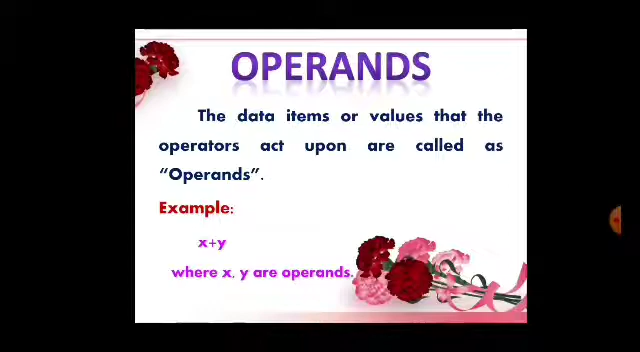 OPERANDS
The data items or values that the
operators act upon are called as
“Operands”.
Example:
x+y
where x, y are operands.